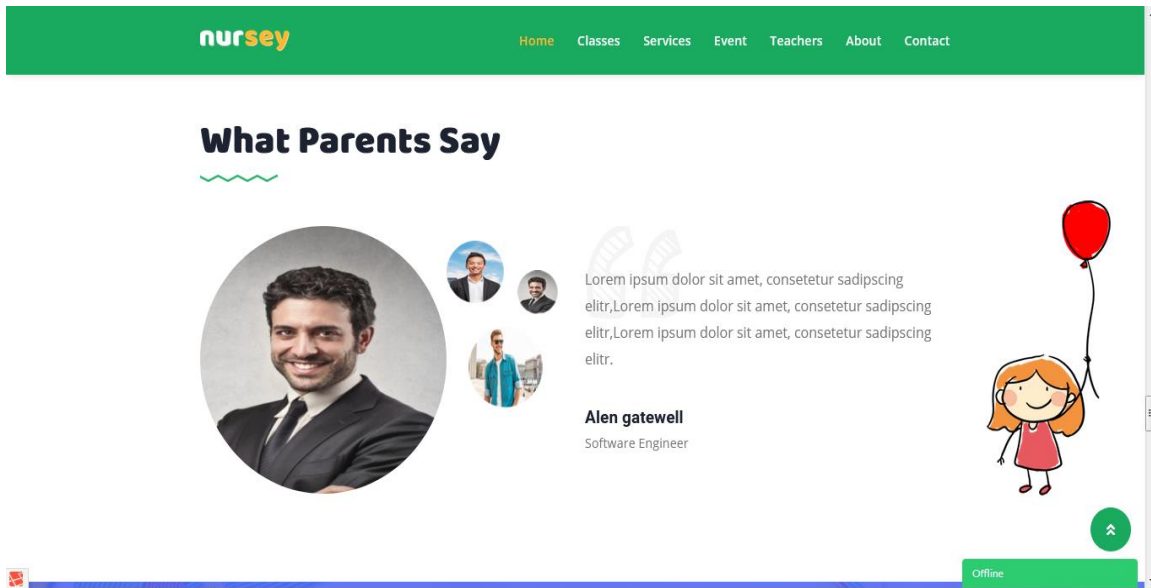 nursey
Home Classes Services Event Teachers About Contact
What Parents Say
Lorem ipsum dolor sit amet, consetetur sadipscing
elitr,Lorem ipsum dolor sit amet, consetetur sadipscing
elitr,Lorem ipsum dolor sit amet, consetetur sadipscing
elitr.
Alen gatewell
Software Engineer
Offline